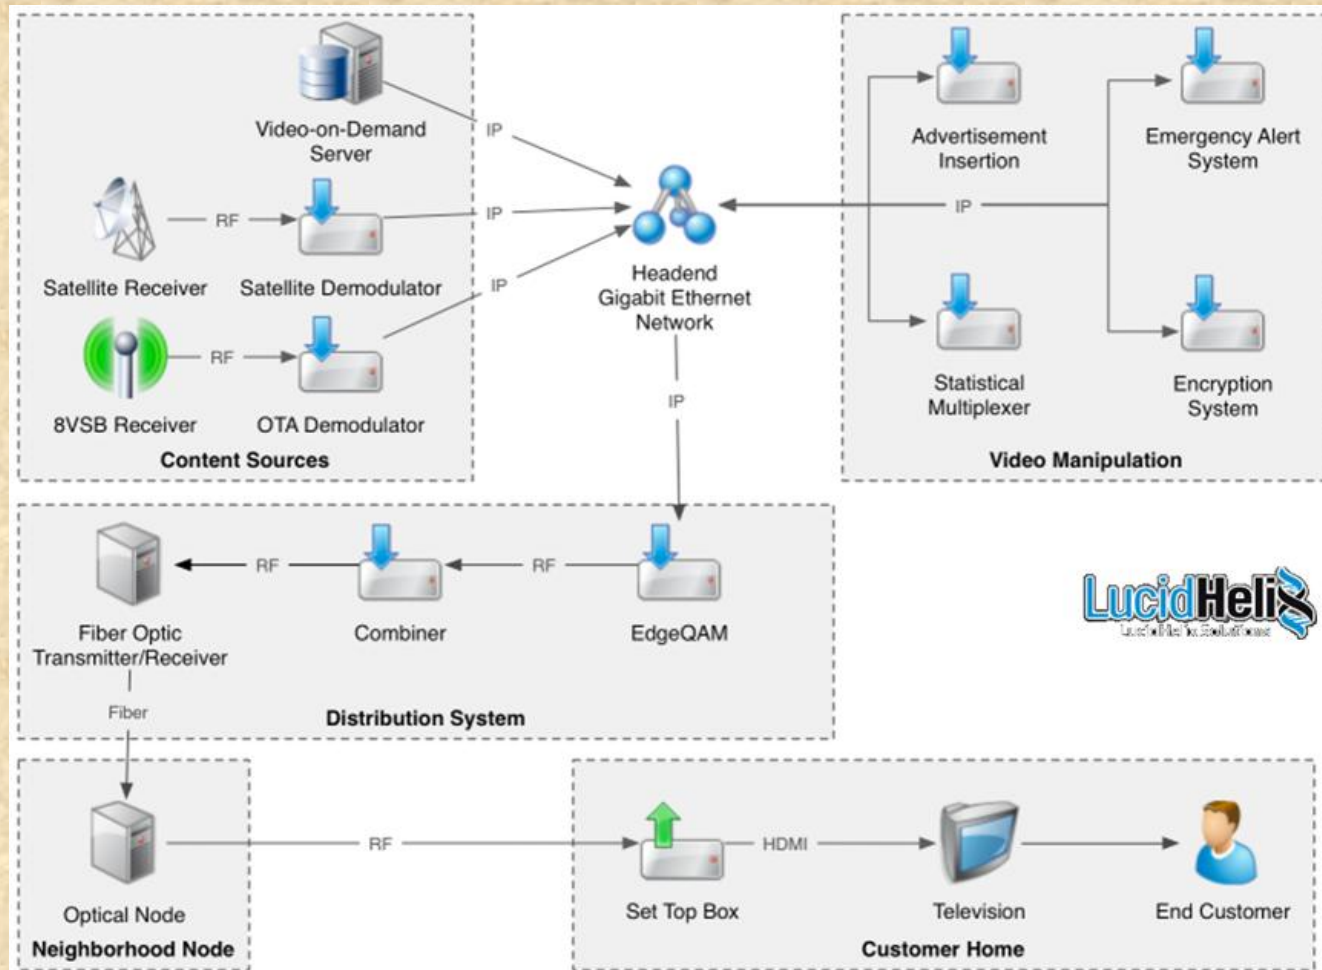 Video-on-Demand
Server
IP
Satellite Receiver
RF
Satellite Demodulator
IP
8VSB Receiver
RF
OTA Demodulator
IP
Content Sources
Headend
Gigabit Ethernet
Network
IP
Advertisement
Insertion
Emergency Alert
System
IP
Statistical
Multiplexer
Encryption
System
Video Manipulation
Fiber Optic
Transmitter/Receiver
RF
Combiner
RF
EdgeQAM
Fiber
Distribution System
LucidHelix
LucidHelix Solutions
Optical Node
Neighborhood Node
RF
Set Top Box
HDMI
Television
End Customer
Customer Home